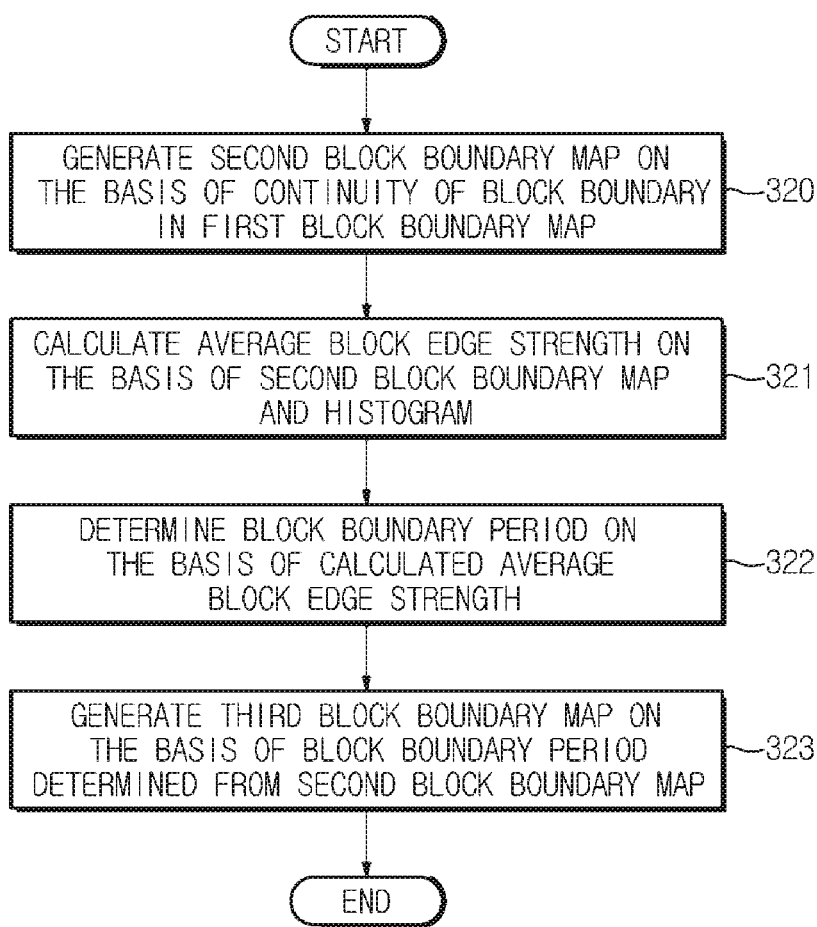 START
GENERATE SECOND BLOCK BOUNDARY MAP ON
THE BASIS OF CONTINUITY OF BLOCK BOUNDARY
IN FIRST BLOCK BOUNDARY MAP
320
CALCULATE AVERAGE BLOCK EDGE STRENGTH ON
THE BASIS OF SECOND BLOCK BOUNDARY MAP
AND HISTOGRAM
321
DETERMINE BLOCK BOUNDARY PERIOD ON
THE BASIS OF CALCULATED AVERAGE
BLOCK EDGE STRENGTH
322
GENERATE THIRD BLOCK BOUNDARY MAP ON
THE BASIS OF BLOCK BOUNDARY PERIOD
DETERMINED FROM SECOND BLOCK BOUNDARY MAP
323
END